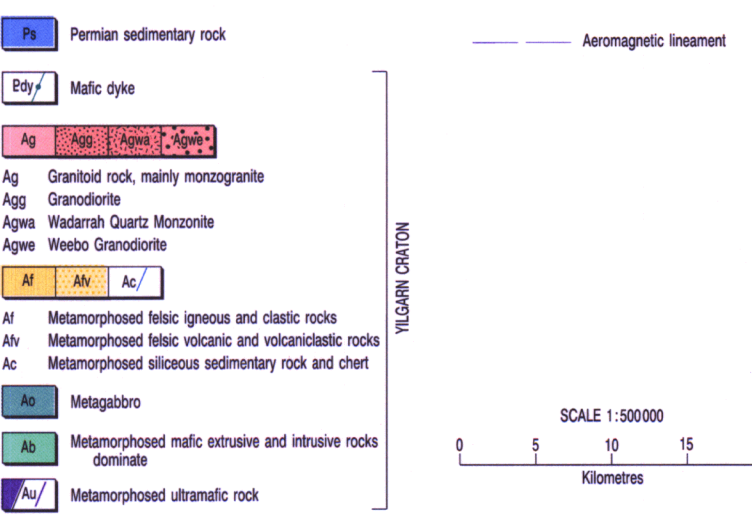 Ps Permian sedimentary rock
Aeromagnetic lineament
Pdy Mafic dyke
Ag Agg Agwa Agwe
Ag Granitoid rock, mainly monzogranite
Agg Granodiorite
Agwa Wadarrah Quartz Monzonite
Agwe Weebo Granodiorite
Af Afv Ac
Af Metamorphosed felsic igneous and clastic rocks
Afv Metamorphosed felsic volcanic and volcaniclastic rocks
Ac Metamorphosed siliceous sedimentary rock and chert
YILGARN CRATON
Ao Metagabbro
Ab Metamorphosed mafic extrusive and intrusive rocks
dominate
Au Metamorphosed ultramafic rock
SCALE 1:500 000
0 5 10 15
Kilometres